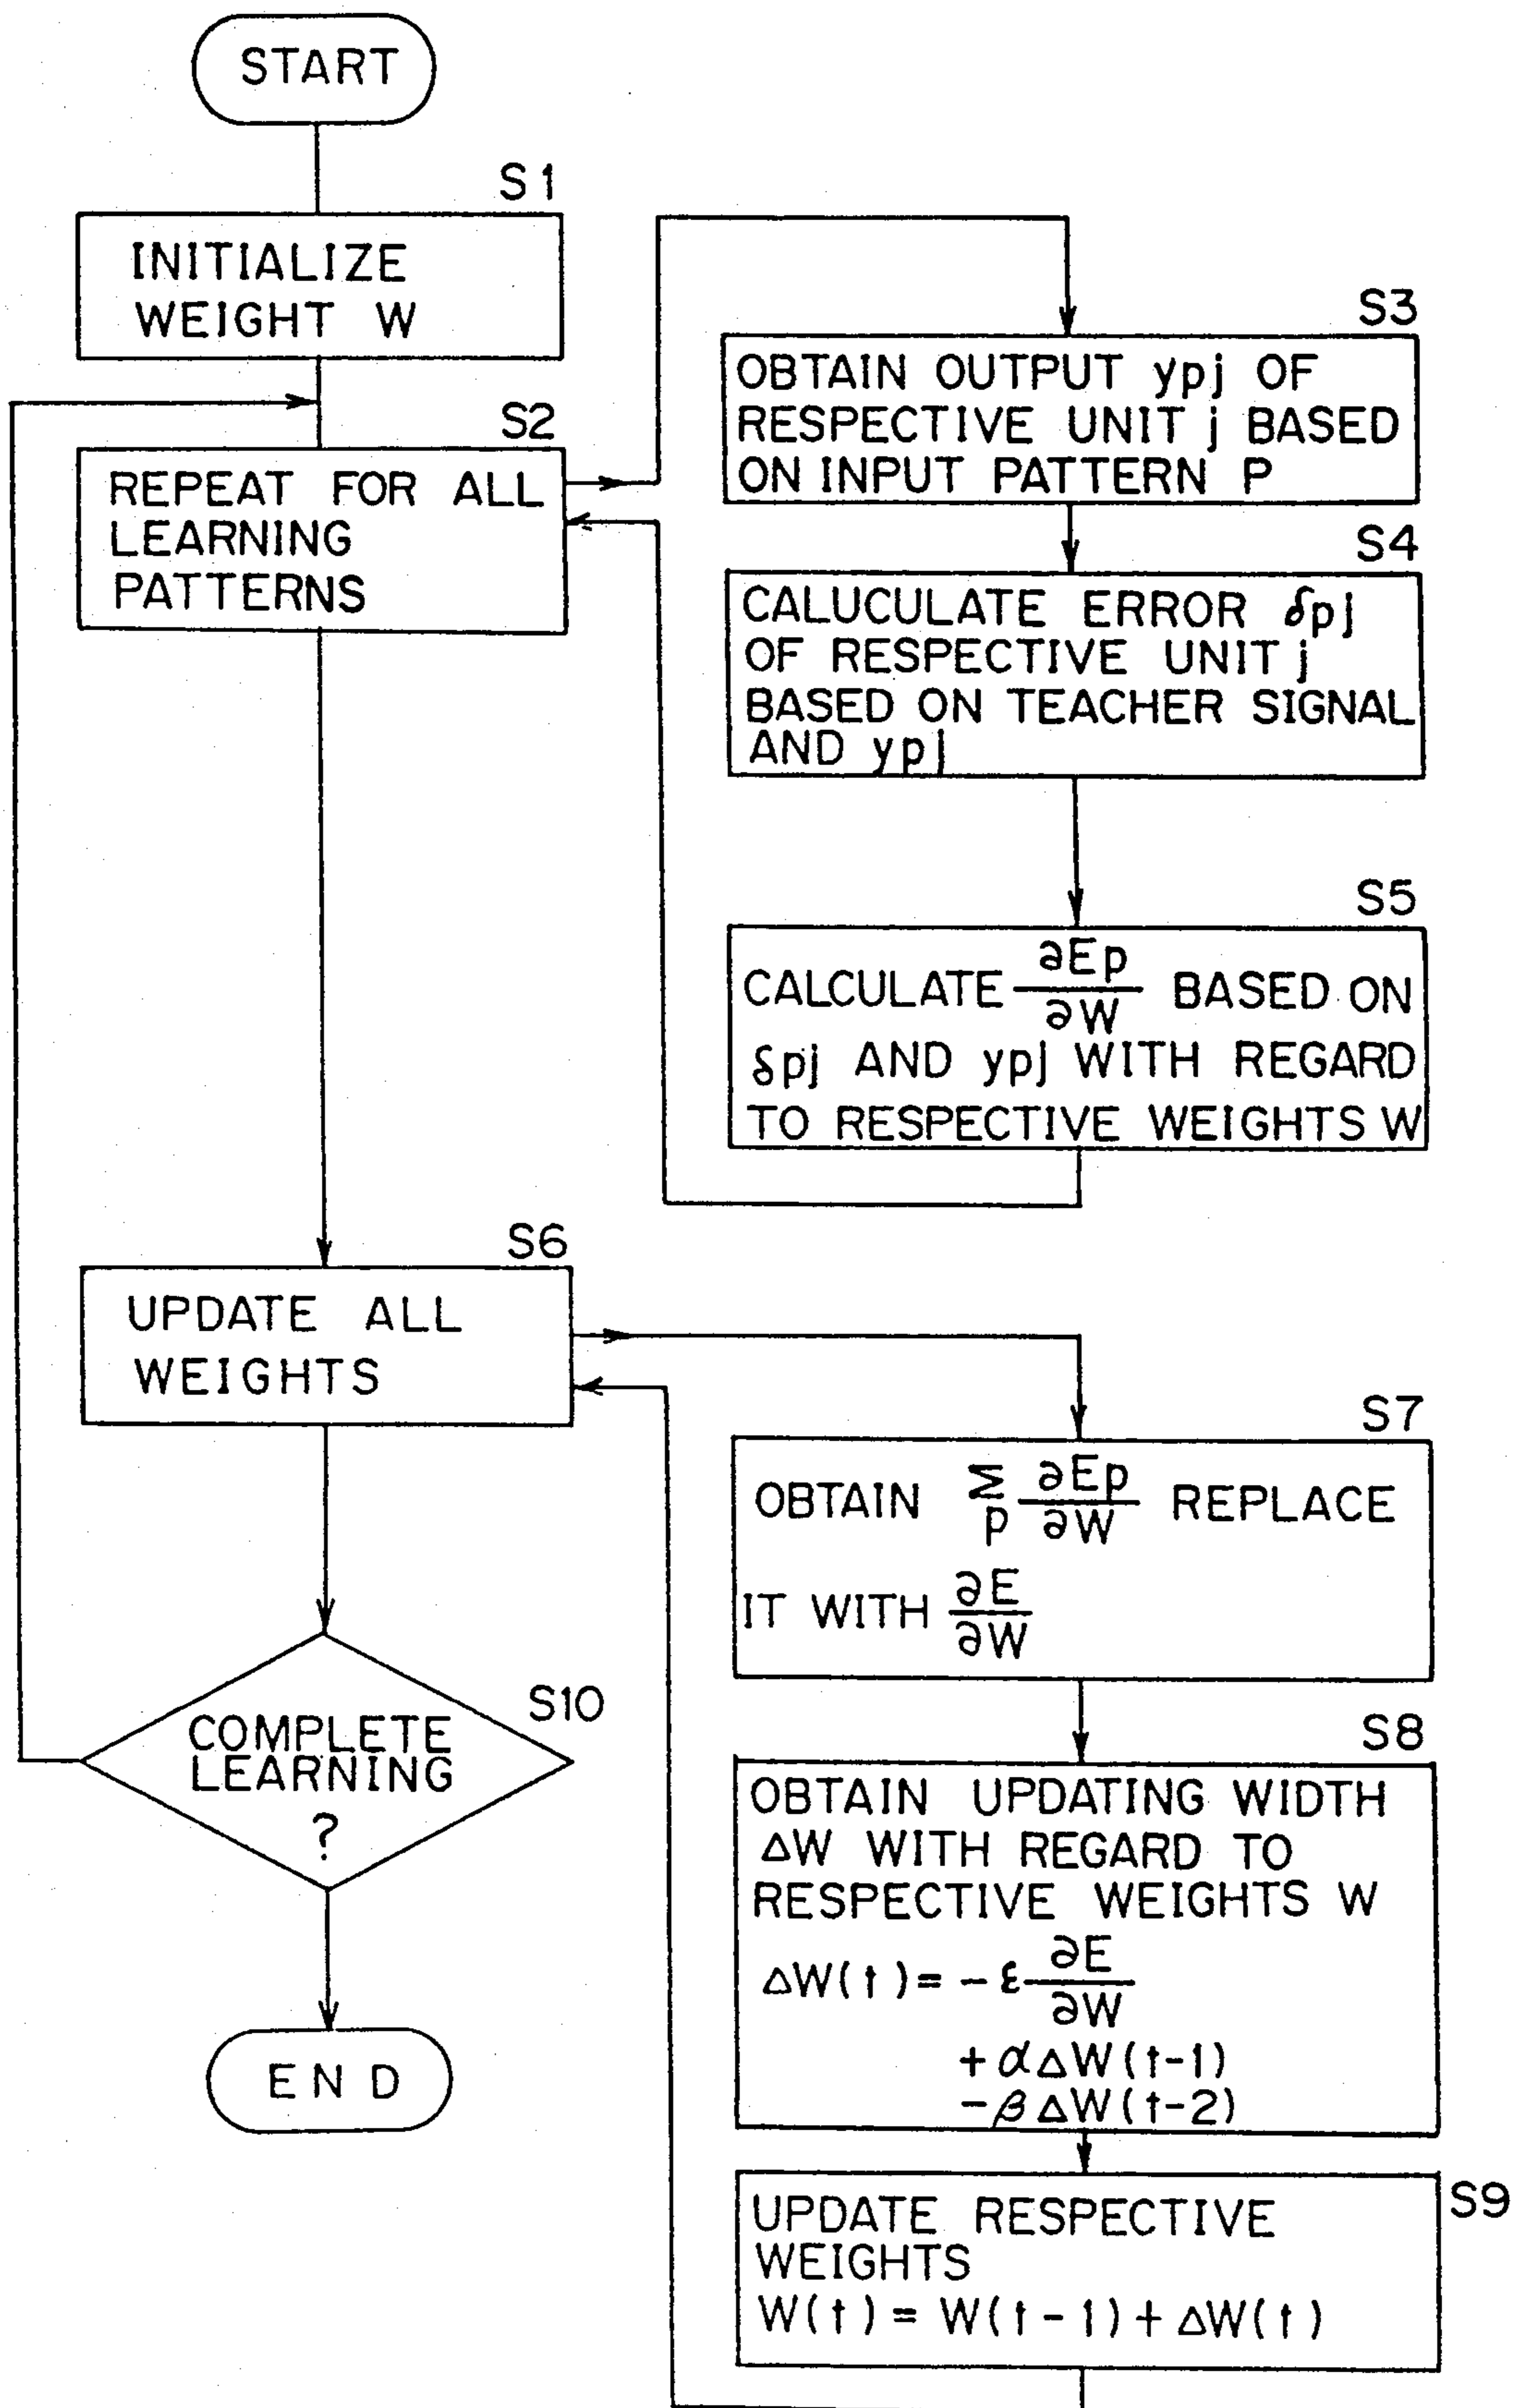 START
S1
INITIALIZE
WEIGHT W
S2
REPEAT FOR ALL
LEARNING
PATTERNS
S3
OBTAIN OUTPUT ypj OF
RESPECTIVE UNIT j BASED
ON INPUT PATTERN P
S4
CALUCULATE ERROR δpj
OF RESPECTIVE UNIT j
BASED ON TEACHER SIGNAL
AND ypj
S5
CALCULATE ∂Ep/∂W BASED ON
δpj AND ypj WITH REGARD
TO RESPECTIVE WEIGHTS W
S6
UPDATE ALL
WEIGHTS
S7
OBTAIN Σp ∂Ep/∂W REPLACE
IT WITH ∂E/∂W
S8
OBTAIN UPDATING WIDTH
ΔW WITH REGARD TO
RESPECTIVE WEIGHTS W
ΔW(t) = -ε ∂E/∂W
+αΔW(t-1)
-βΔW(t-2)
S9
UPDATE RESPECTIVE
WEIGHTS
W(t) = W(t-1) + ΔW(t)
S10
COMPLETE
LEARNING
?
END